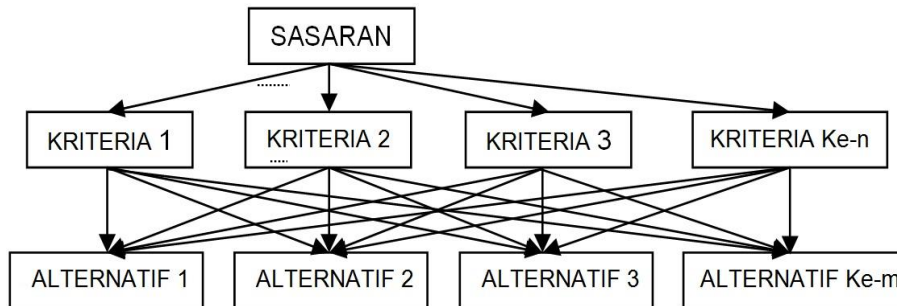 SASARAN
KRITERIA 1
KRITERIA 2
KRITERIA 3
KRITERIA Ke-n
ALTERNATIF 1
ALTERNATIF 2
ALTERNATIF 3
ALTERNATIF Ke-m